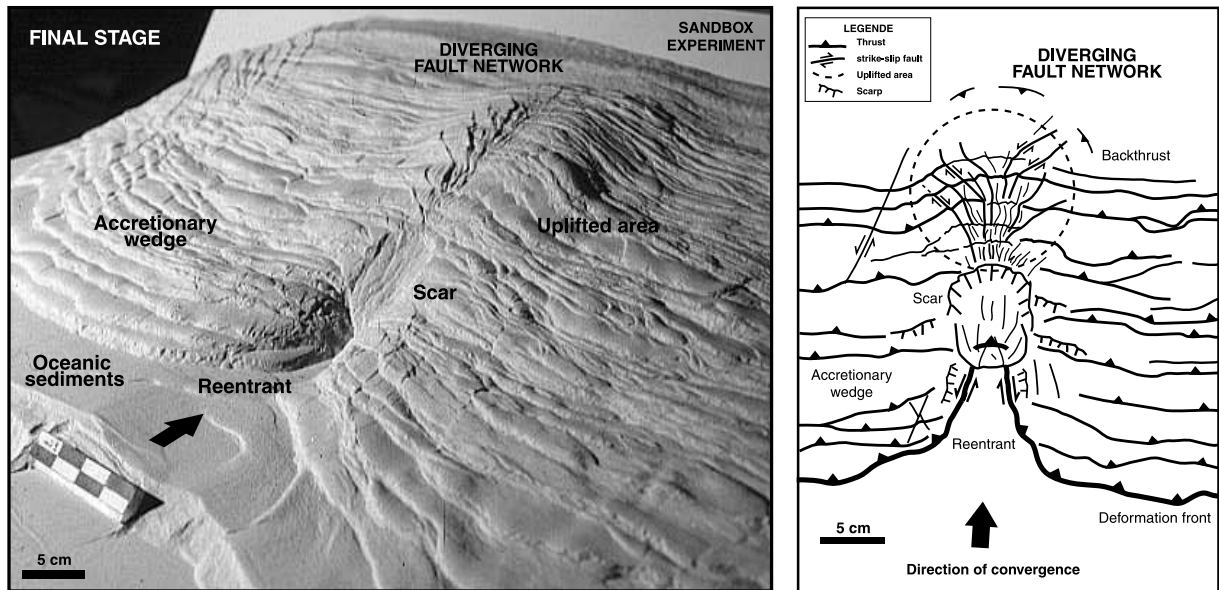 FINAL STAGE
SANDBOX
EXPERIMENT
DIVERGING
FAULT NETWORK
Accretionary
wedge
Uplifted area
Scar
Oceanic
sediments
Reentrant
5 cm
LEGENDE
Thrust
strike-slip fault
Uplifted area
Scarp
DIVERGING
FAULT NETWORK
Backthrust
Scar
Accretionary
wedge
Reentrant
Deformation front
5 cm
Direction of convergence